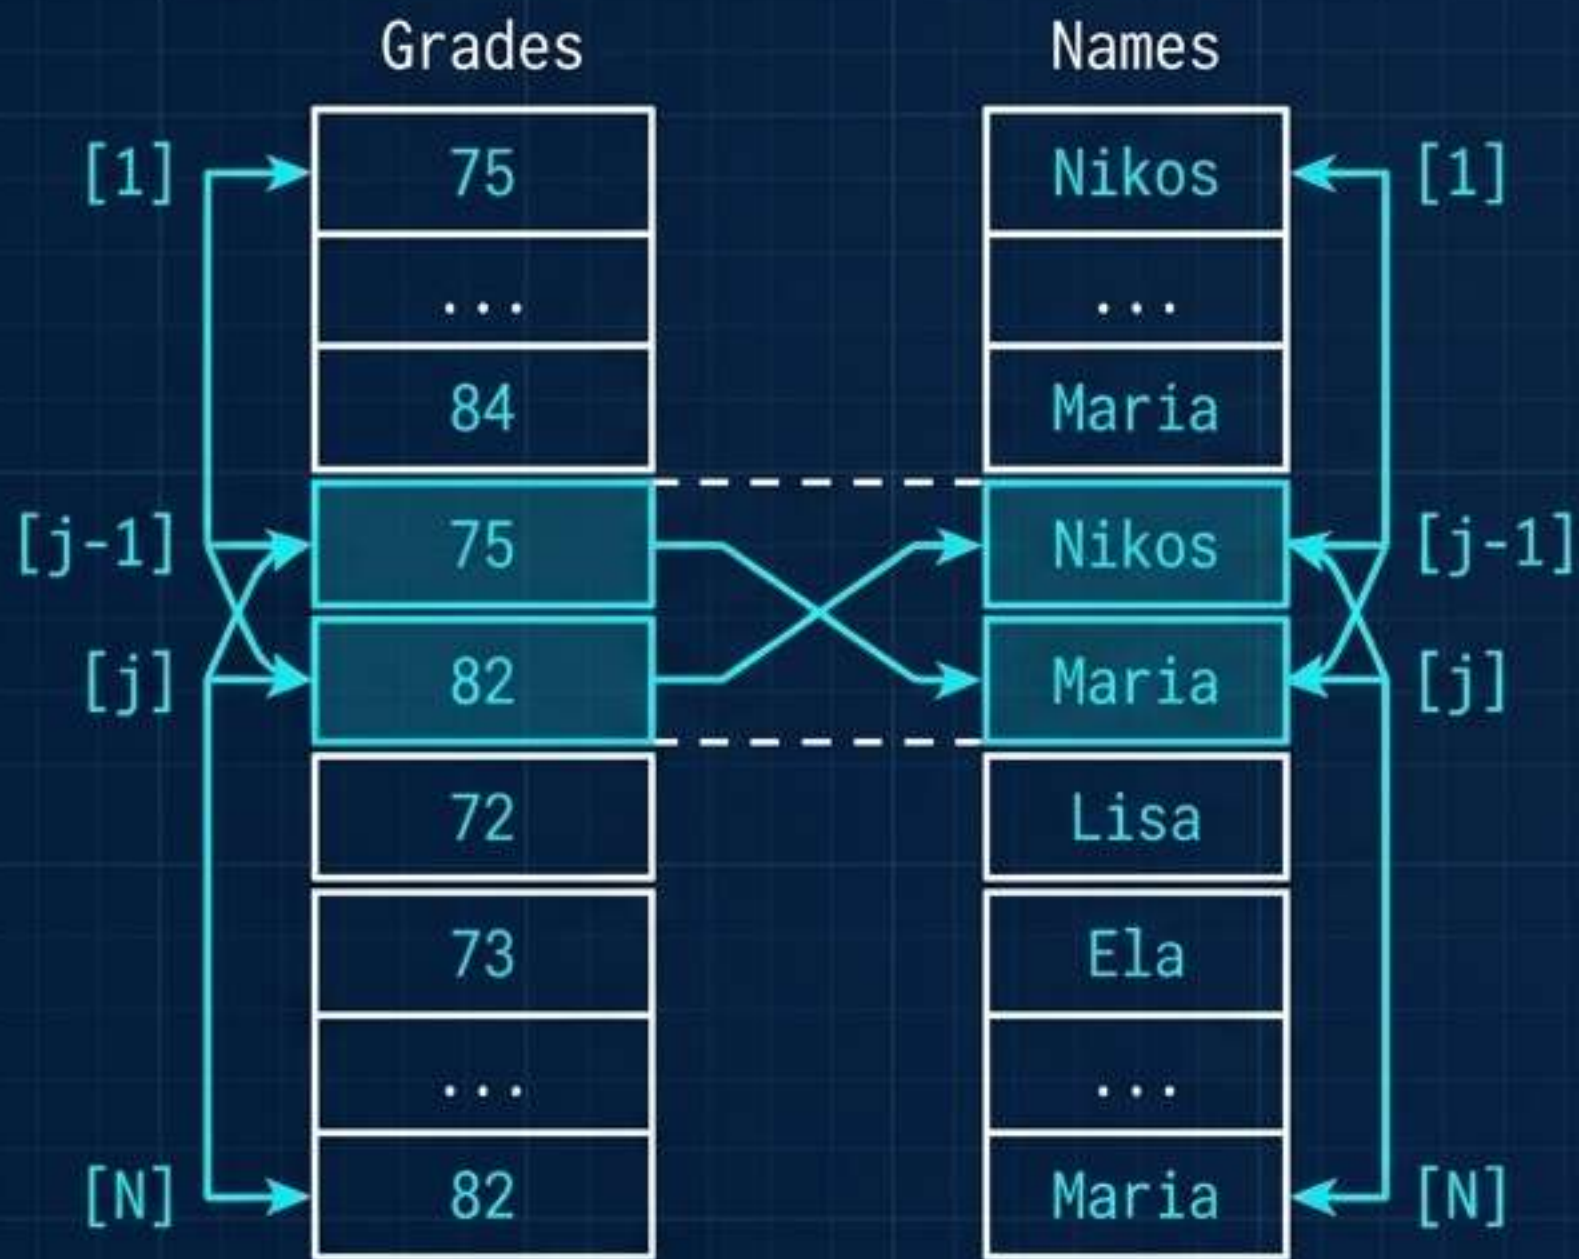 Grades Names
[1] 75 Nikos [1]
... ...
84 Maria
[j-1] 75 Nikos [j-1]
[j] 82 Maria [j]
72 Lisa
73 Ela
... ...
[N] 82 Maria [N]